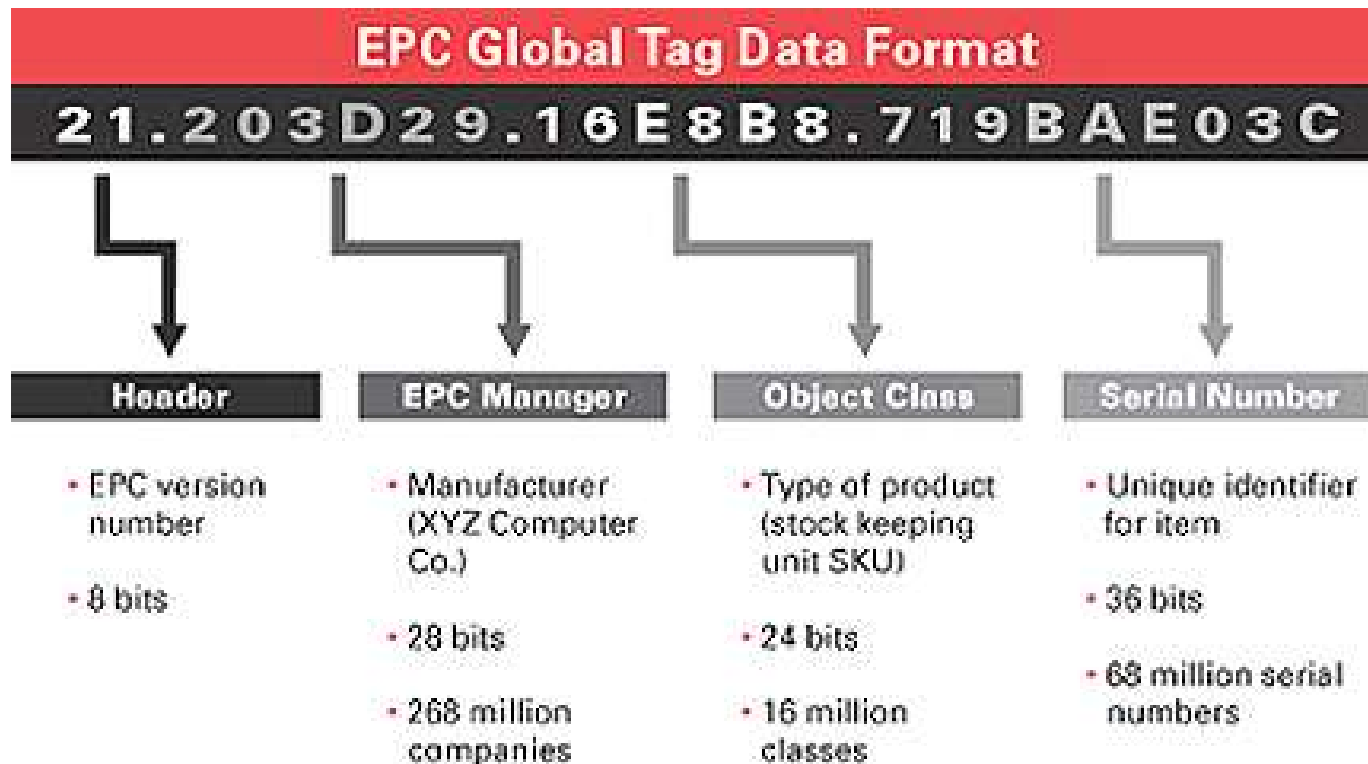 EPC Global Tag Data Format
21.203D29.16E8B8.719BAE03C
Header
• EPC version
number
• 8 bits
EPC Manager
• Manufacturer
(XYZ Computer
Co.)
• 28 bits
• 268 million
companies
Object Class
• Type of product
(stock keeping
unit SKU)
• 24 bits
• 16 million
classes
Serial Number
• Unique identifier
for item
• 36 bits
• 68 million serial
numbers